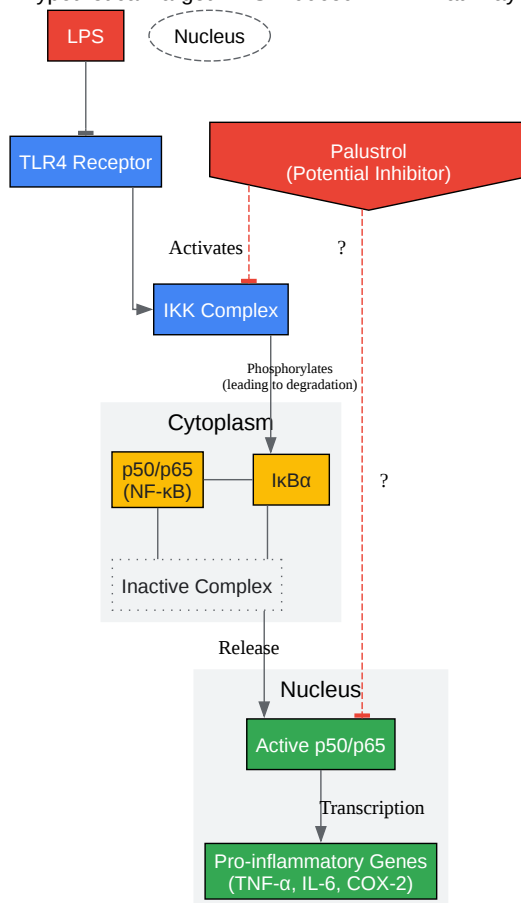 LPS
Nucleus
TLR4 Receptor
Palustrol
(Potential Inhibitor)
Activates
?
IKK Complex
Phosphorylates
(leading to degradation)
Cytoplasm
p50/p65
(NF-κB)
IκBα
?
Inactive Complex
Release
Nucleus
Active p50/p65
Transcription
Pro-inflammatory Genes
(TNF-α, IL-6, COX-2)